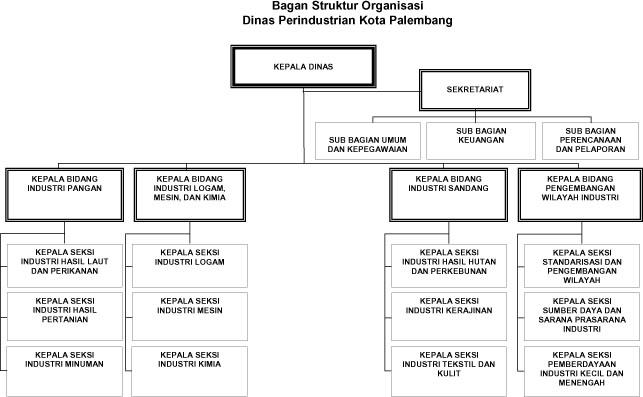 Bagan Struktur Organisasi
Dinas Perindustrian Kota Palembang
KEPALA DINAS
SEKRETARIAT
SUB BAGIAN UMUM
DAN KEPEGAWAIAN
SUB BAGIAN
KEUANGAN
SUB BAGIAN
PERENCANAAN
DAN PELAPORAN
KEPALA BIDANG
INDUSTRI PANGAN
KEPALA BIDANG
INDUSTRI LOGAM,
MESIN, DAN KIMIA
KEPALA BIDANG
INDUSTRI SANDANG
KEPALA BIDANG
PENGEMBANGAN
WILAYAH INDUSTRI
KEPALA SEKSI
INDUSTRI HASIL LAUT
DAN PERIKANAN
KEPALA SEKSI
INDUSTRI LOGAM
KEPALA SEKSI
INDUSTRI HASIL HUTAN
DAN PERKEBUNAN
KEPALA SEKSI
STANDARISASI DAN
PENGEMBANGAN
WILAYAH
KEPALA SEKSI
INDUSTRI HASIL
PERTANIAN
KEPALA SEKSI
INDUSTRI MESIN
KEPALA SEKSI
INDUSTRI KERAJINAN
KEPALA SEKSI
SUMBER DAYA DAN
SARANA PRASARANA
INDUSTRI
KEPALA SEKSI
INDUSTRI MINUMAN
KEPALA SEKSI
INDUSTRI KIMIA
KEPALA SEKSI
INDUSTRI TEKSTIL DAN
KULIT
KEPALA SEKSI
PEMBERDAYAAN
INDUSTRI KECIL DAN
MENENGAH